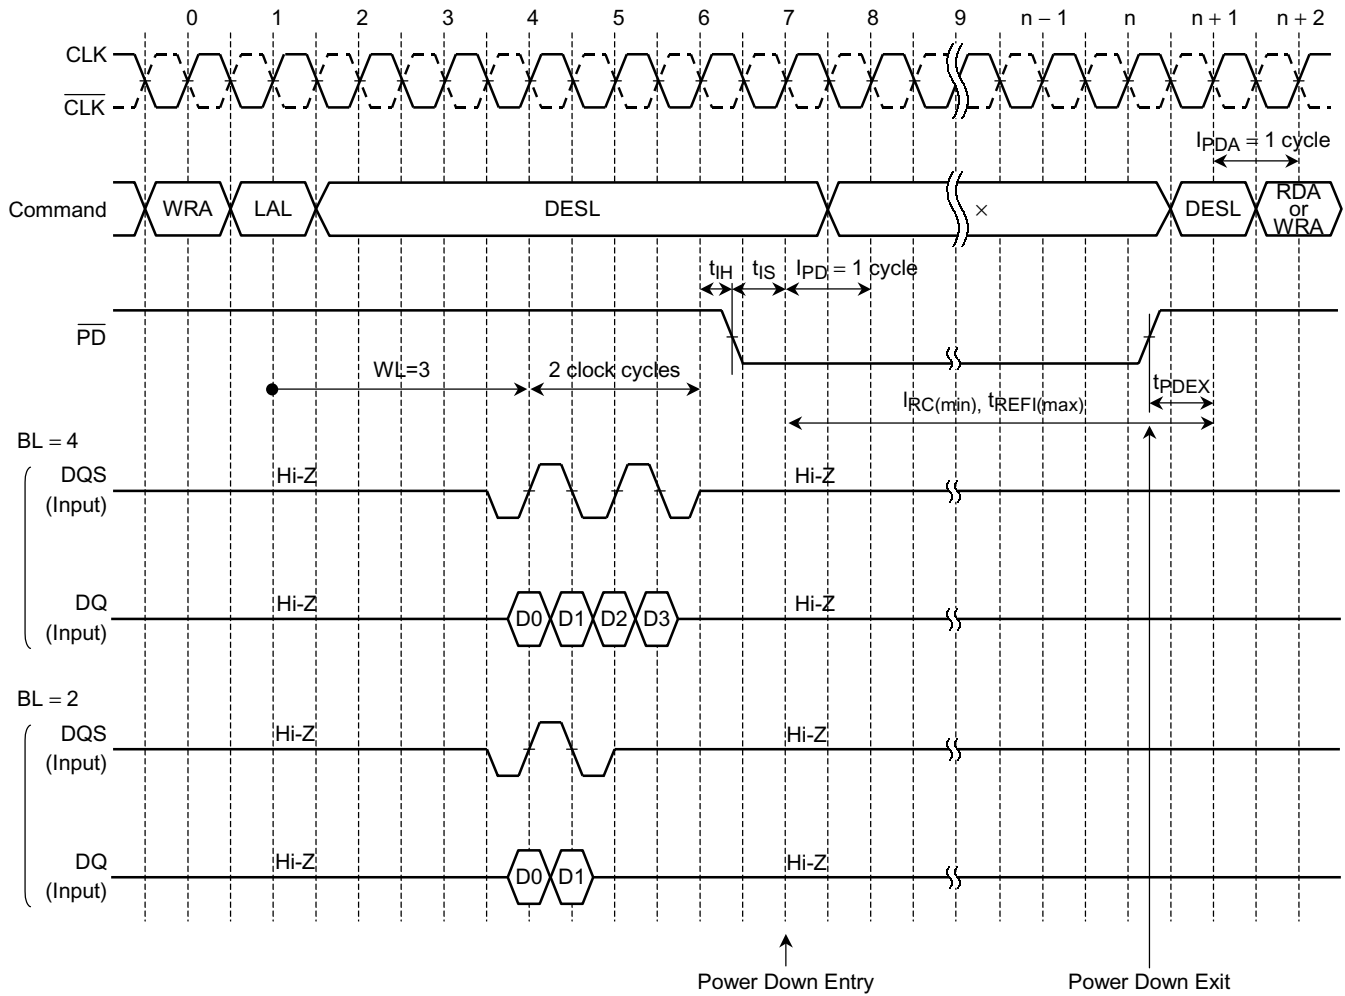 0 1 2 3 4 5 6 7 8 9 n − 1 n n + 1 n + 2
CLK
CLK
IPDA = 1 cycle
Command WRA LAL DESL × DESL RDA or WRA
tIH tIS IPD = 1 cycle
PD
WL=3 2 clock cycles
tPDEX
IRC(min), tREFI(max)
BL = 4
DQS Hi-Z Hi-Z
(Input)
DQ Hi-Z D0 D1 D2 D3 Hi-Z
(Input)
BL = 2
DQS Hi-Z Hi-Z
(Input)
DQ Hi-Z D0 D1 Hi-Z
(Input)
Power Down Entry Power Down Exit